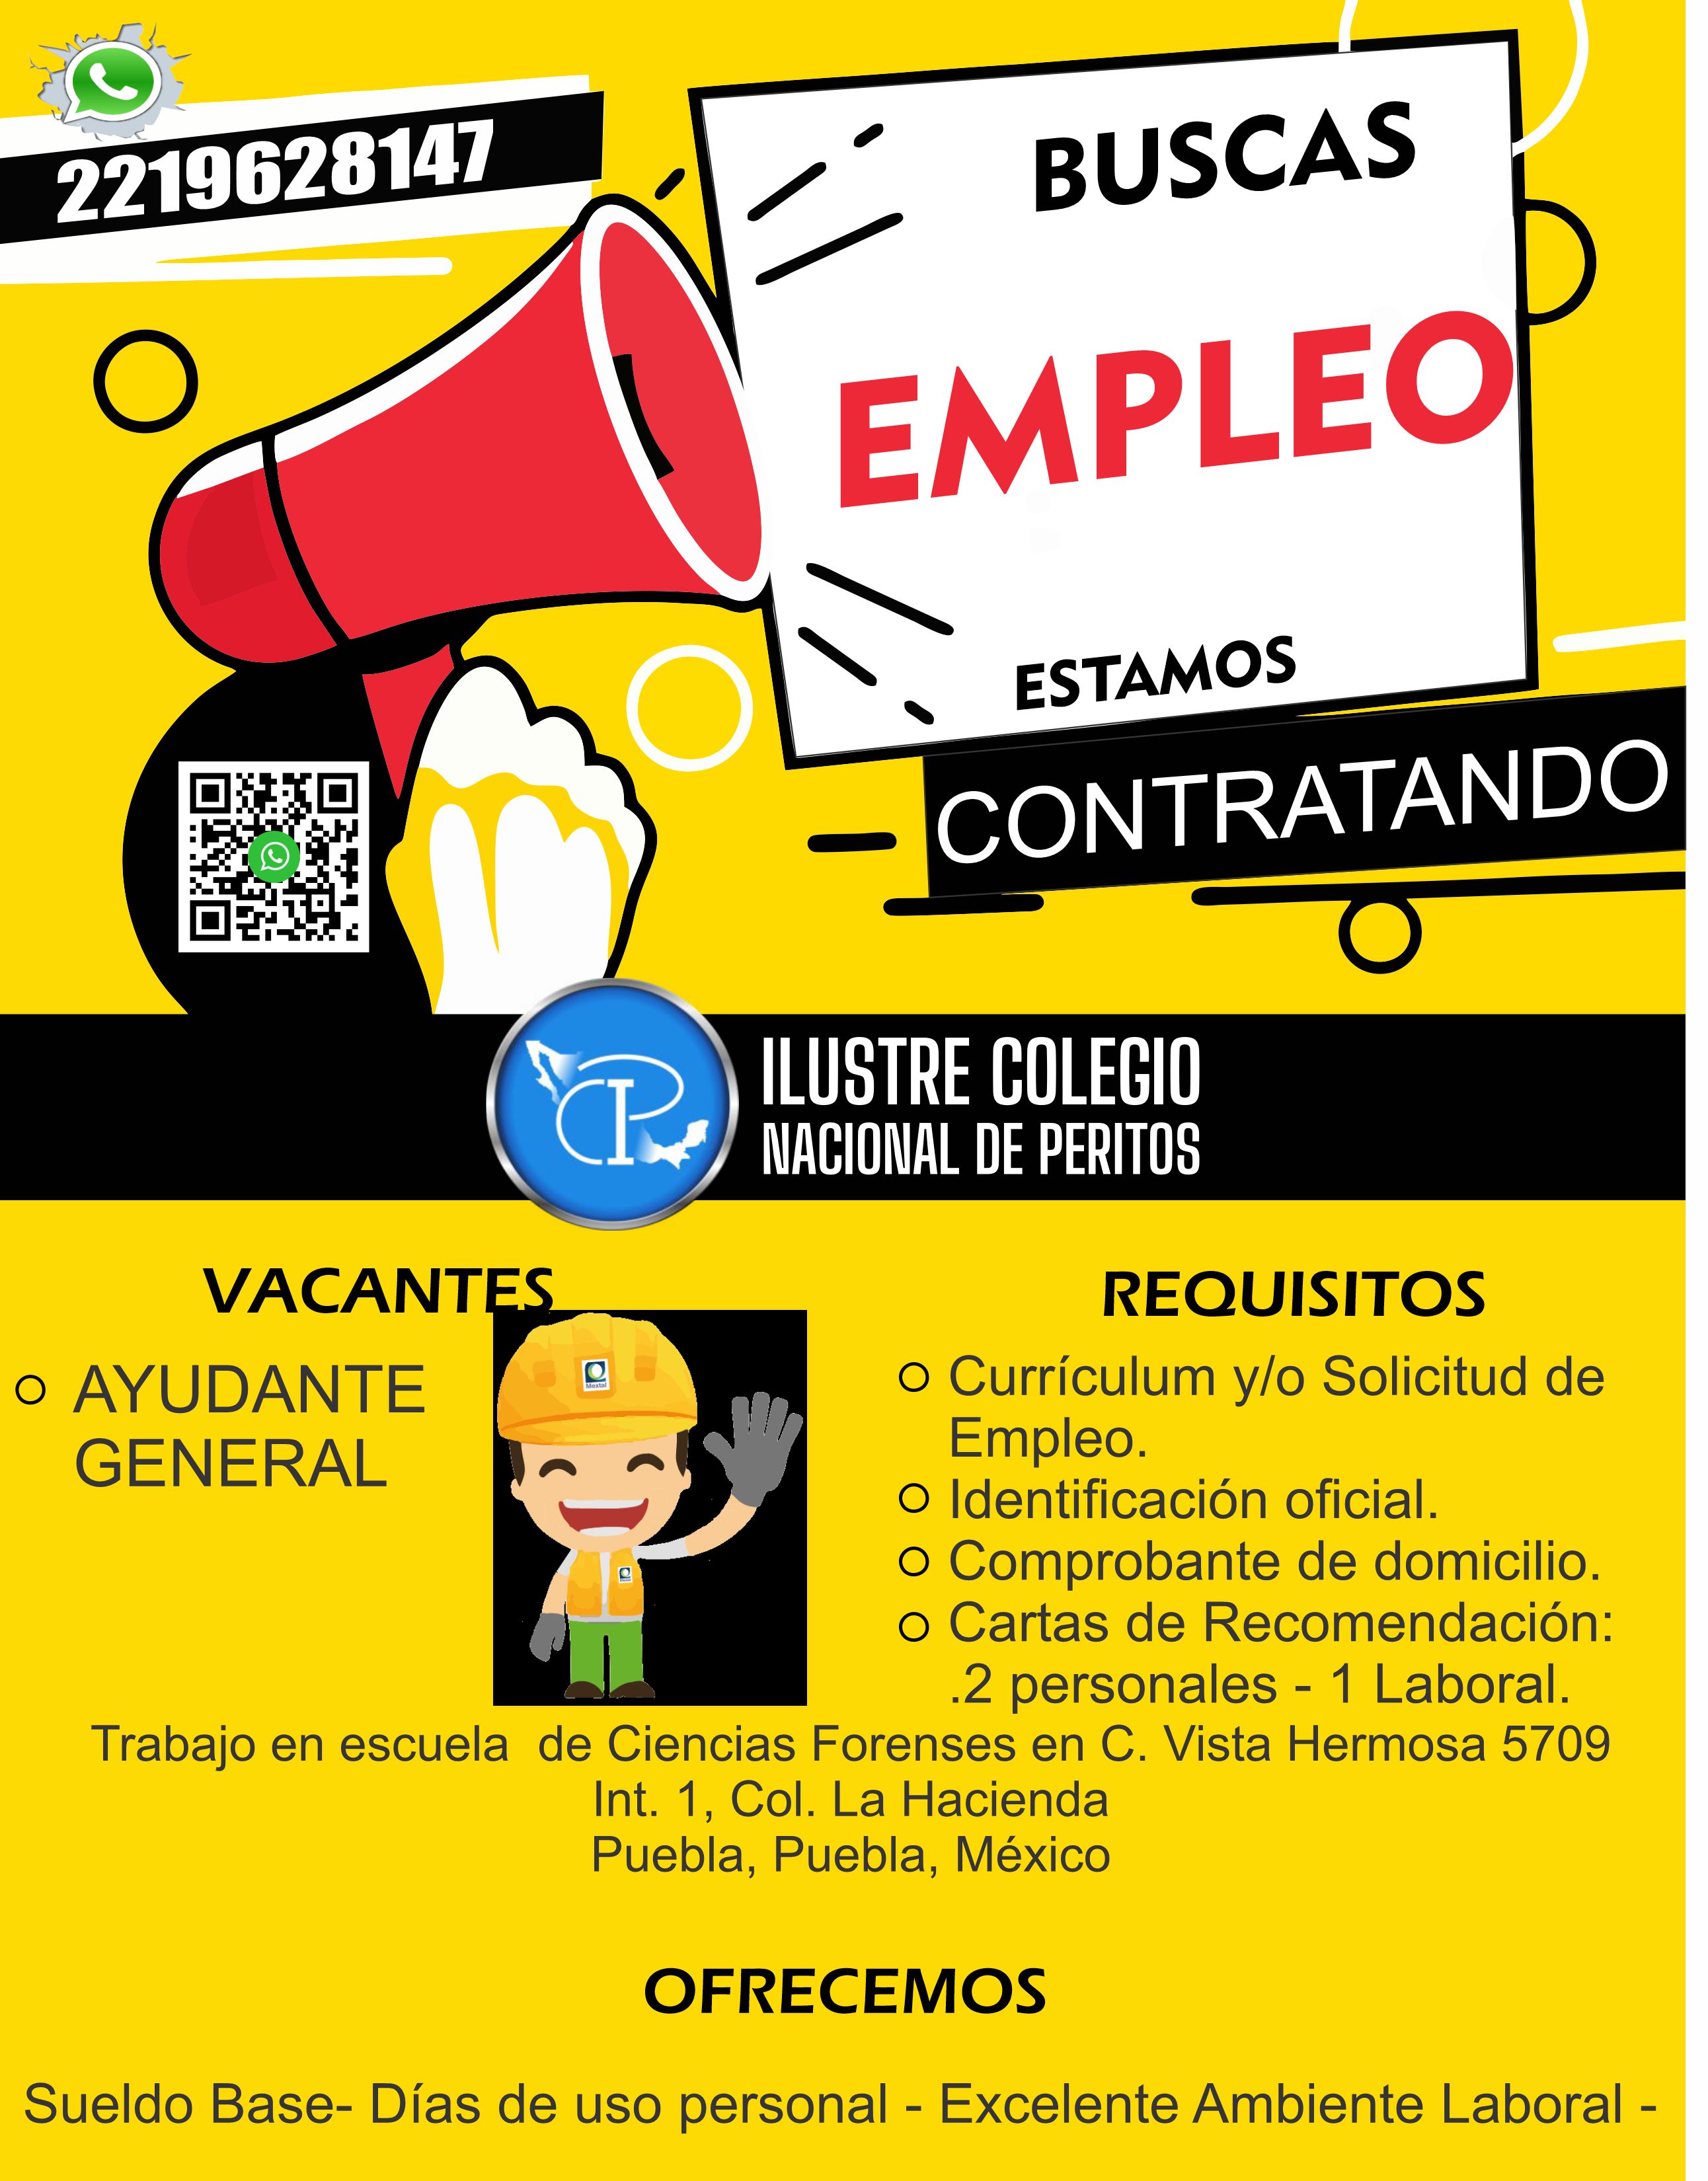 2219628147
BUSCAS
EMPLEO
ESTAMOS
CONTRATANDO
ILUSTRE COLEGIO
NACIONAL DE PERITOS
VACANTES
AYUDANTE
GENERAL
Mextal
REQUISITOS
Currículum y/o Solicitud de
Empleo.
Identificación oficial.
Comprobante de domicilio.
Cartas de Recomendación:
.2 personales - 1 Laboral.
Trabajo en escuela  de Ciencias Forenses en C. Vista Hermosa 5709
Int. 1, Col. La Hacienda
Puebla, Puebla, México
OFRECEMOS
Sueldo Base- Días de uso personal - Excelente Ambiente Laboral -